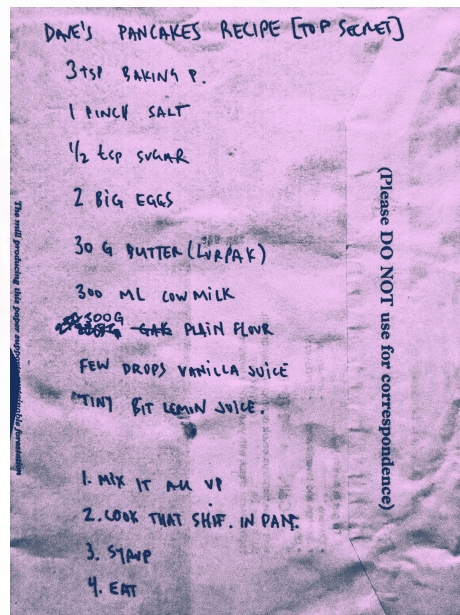 DAVE'S PANCAKES RECIPE [TOP SECRET]
3 tsp BAKING P.
1 PINCH SALT
1/2 tsp SUGAR
2 BIG EGGS
30 G BUTTER (LURPAK)
300 ML COW MILK
300G PLAIN FLOUR
FEW DROPS VANILLA JUICE
TINY BIT LEMON JUICE.
1. MIX IT ALL UP
2. COOK THAT SHIT. IN PAN.
3. SYRUP
4. EAT
(Please DO NOT use for correspondence)
The mill producing this paper supports sustainable forestation